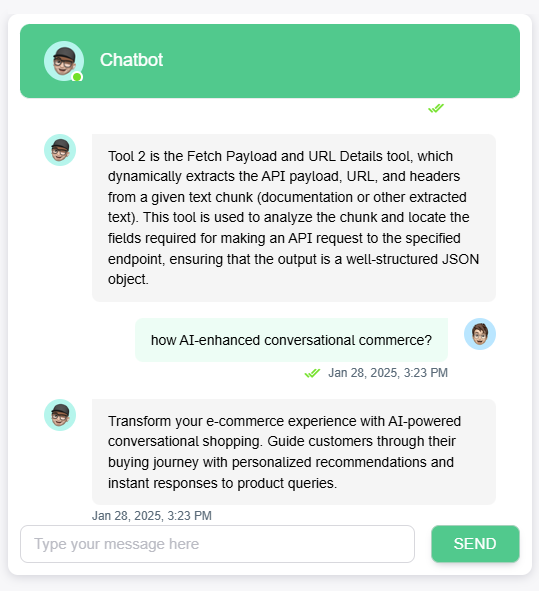 Chatbot
Tool 2 is the Fetch Payload and URL Details tool, which
dynamically extracts the API payload, URL, and headers
from a given text chunk (documentation or other extracted
text). This tool is used to analyze the chunk and locate the
fields required for making an API request to the specified
endpoint, ensuring that the output is a well-structured JSON
object.
how AI-enhanced conversational commerce?
Jan 28, 2025, 3:23 PM
Transform your e-commerce experience with AI-powered
conversational shopping. Guide customers through their
buying journey with personalized recommendations and
instant responses to product queries.
Jan 28, 2025, 3:23 PM
Type your message here
SEND